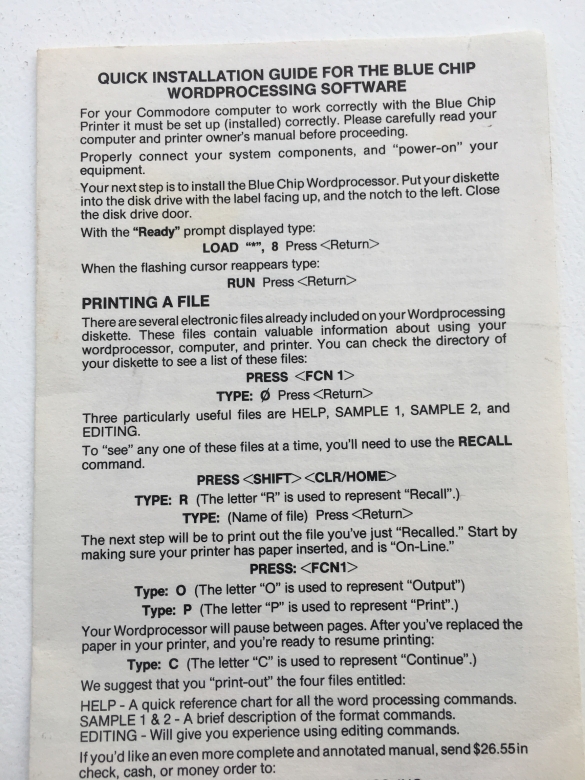 QUICK INSTALLATION GUIDE FOR THE BLUE CHIP
WORDPROCESSING SOFTWARE
For your Commodore computer to work correctly with the Blue Chip
Printer it must be set up (installed) correctly. Please carefully read your
computer and printer owner's manual before proceeding.
Properly connect your system components, and "power-on" your
equipment.
Your next step is to install the Blue Chip Wordprocessor. Put your diskette
into the disk drive with the label facing up, and the notch to the left. Close
the disk drive door.
With the "Ready" prompt displayed type:
LOAD "*", 8 Press <Return>
When the flashing cursor reappears type:
RUN Press <Return>
PRINTING A FILE
There are several electronic files already included on your Wordprocessing
diskette. These files contain valuable information about using your
wordprocessor, computer, and printer. You can check the directory of
your diskette to see a list of these files:
PRESS <FCN 1>
TYPE: Ø Press <Return>
Three particularly useful files are HELP, SAMPLE 1, SAMPLE 2, and
EDITING.
To "see" any one of these files at a time, you'll need to use the RECALL
command.
PRESS <SHIFT> <CLR/HOME>
TYPE: R (The letter "R" is used to represent "Recall".)
TYPE: (Name of file) Press <Return>
The next step will be to print out the file you've just "Recalled." Start by
making sure your printer has paper inserted, and is "On-Line."
PRESS: <FCN1>
Type: O (The letter "O" is used to represent "Output")
Type: P (The letter "P" is used to represent "Print".)
Your Wordprocessor will pause between pages. After you've replaced the
paper in your printer, and you're ready to resume printing:
Type: C (The letter "C" is used to represent "Continue".)
We suggest that you "print-out" the four files entitled:
HELP - A quick reference chart for all the word processing commands.
SAMPLE 1 & 2 - A brief description of the format commands.
EDITING - Will give you experience using editing commands.
If you'd like an even more complete and annotated manual, send $26.55 in
check, cash, or money order to: